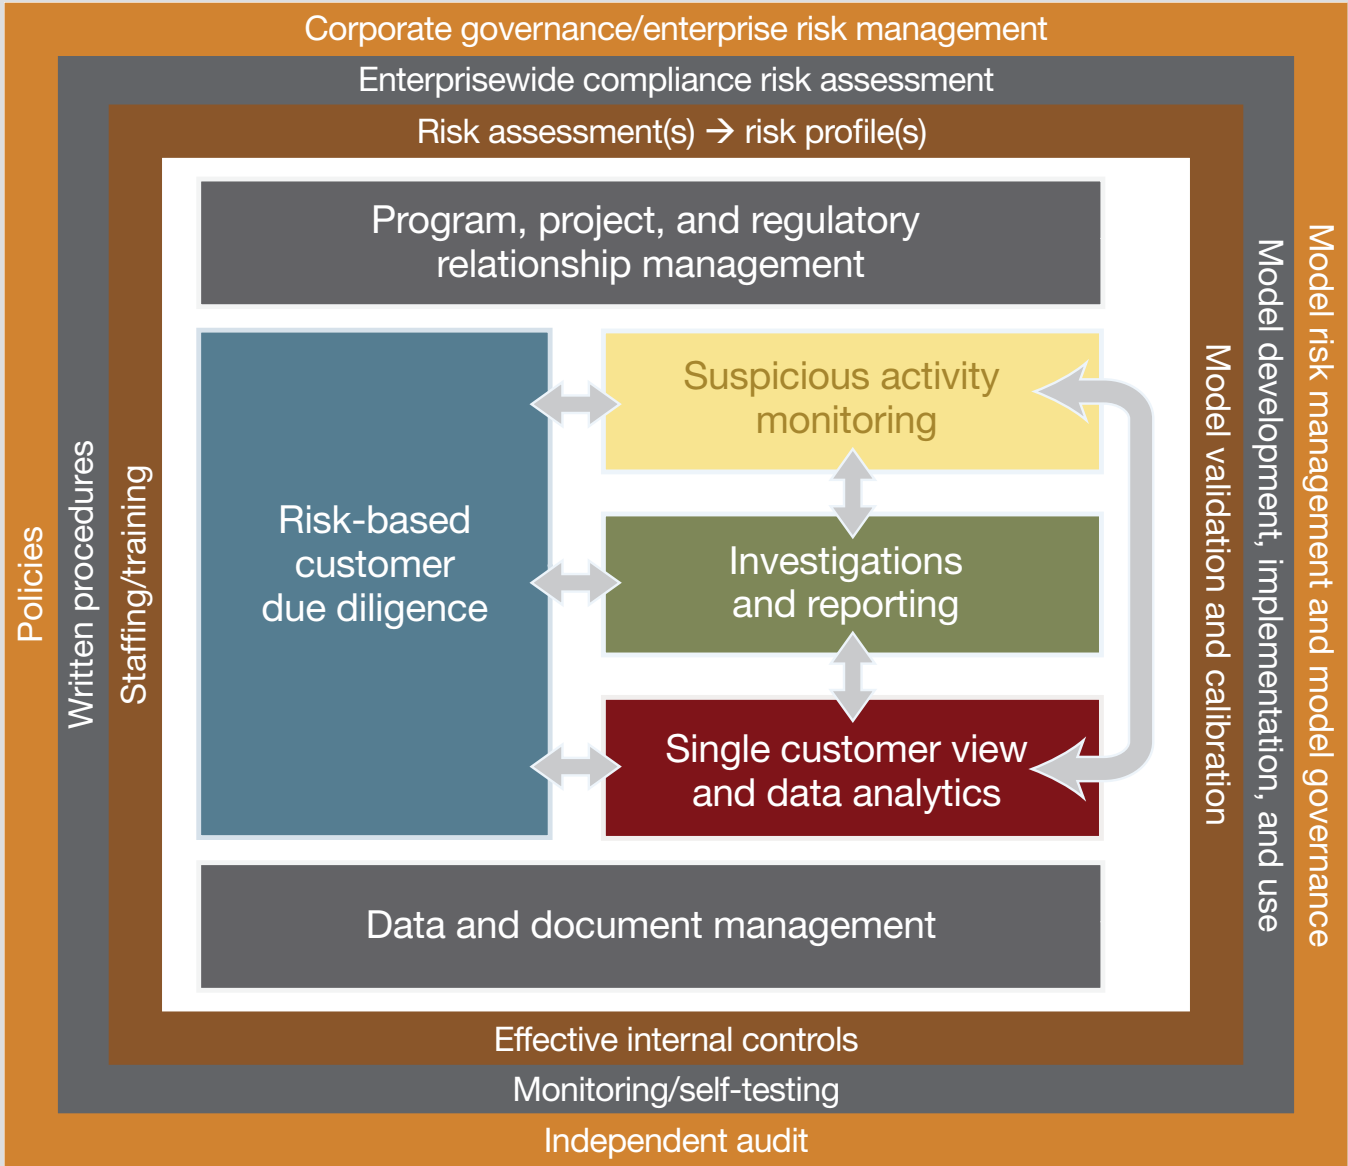 Corporate governance/enterprise risk management
Enterprisewide compliance risk assessment
Risk assessment(s) → risk profile(s)
Policies
Written procedures
Staffing/training
Program, project, and regulatory
relationship management
Risk-based
customer
due diligence
Suspicious activity
monitoring
Investigations
and reporting
Single customer view
and data analytics
Data and document management
Model validation and calibration
Model development, implementation, and use
Model risk management and model governance
Effective internal controls
Monitoring/self-testing
Independent audit